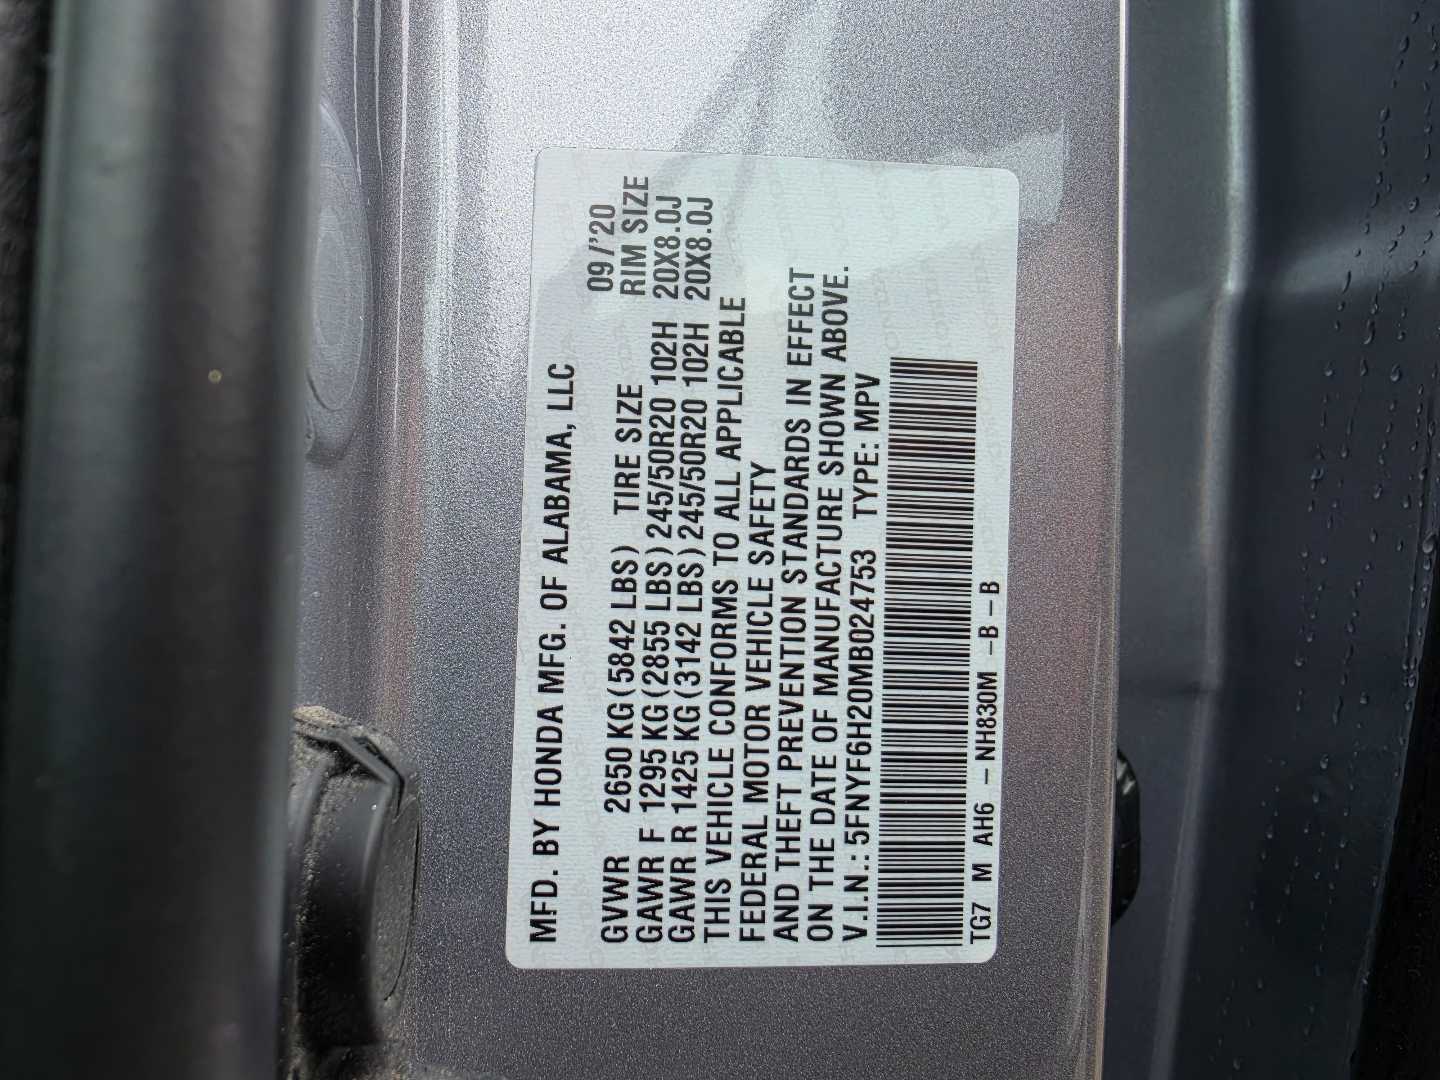 MFD. BY HONDA MFG. OF ALABAMA, LLC
09/'20
GVWR 2650 KG(5842 LBS) TIRE SIZE RIM SIZE
GAWR F 1295 KG(2855 LBS)245/50R20 102H 20X8.0J
GAWR R 1425 KG(3142 LBS)245/50R20 102H 20X8.0J
THIS VEHICLE CONFORMS TO ALL APPLICABLE
FEDERAL MOTOR VEHICLE SAFETY
AND THEFT PREVENTION STANDARDS IN EFFECT
ON THE DATE OF MANUFACTURE SHOWN ABOVE.
V.I.N.: 5FNYF6H20MB024753 TYPE: MPV
TG7 M AH6 -NH830M -B-B